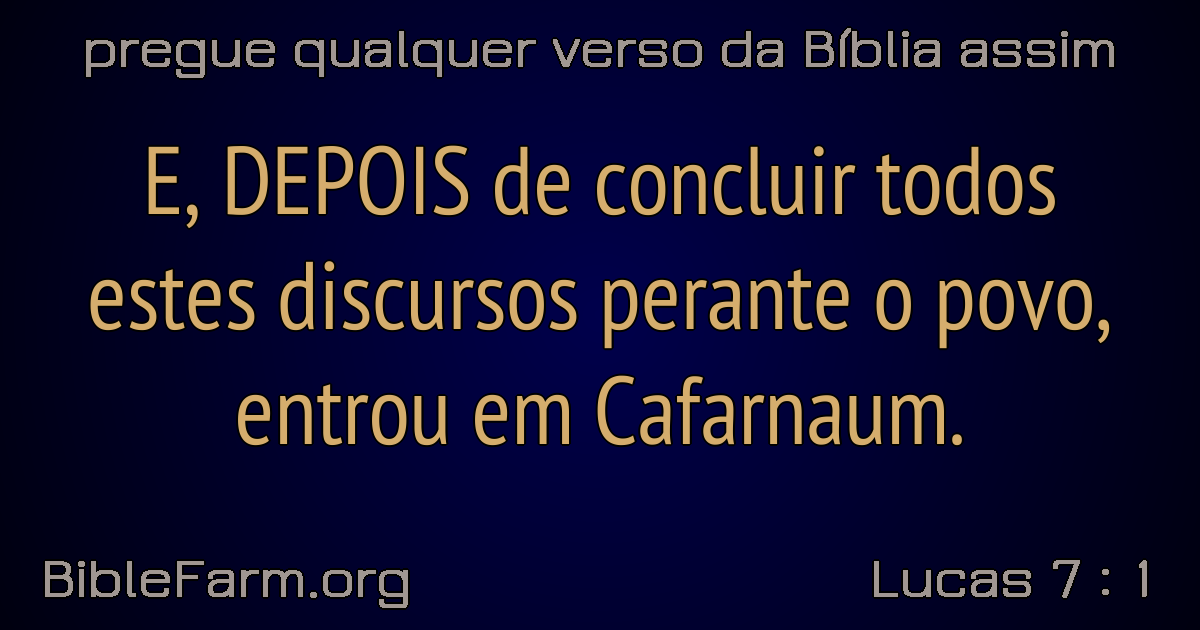 pregue qualquer verso da Bíblia assim
E, DEPOIS de concluir todos
estes discursos perante o povo,
entrou em Cafarnaum.
BibleFarm.org
Lucas 7 : 1